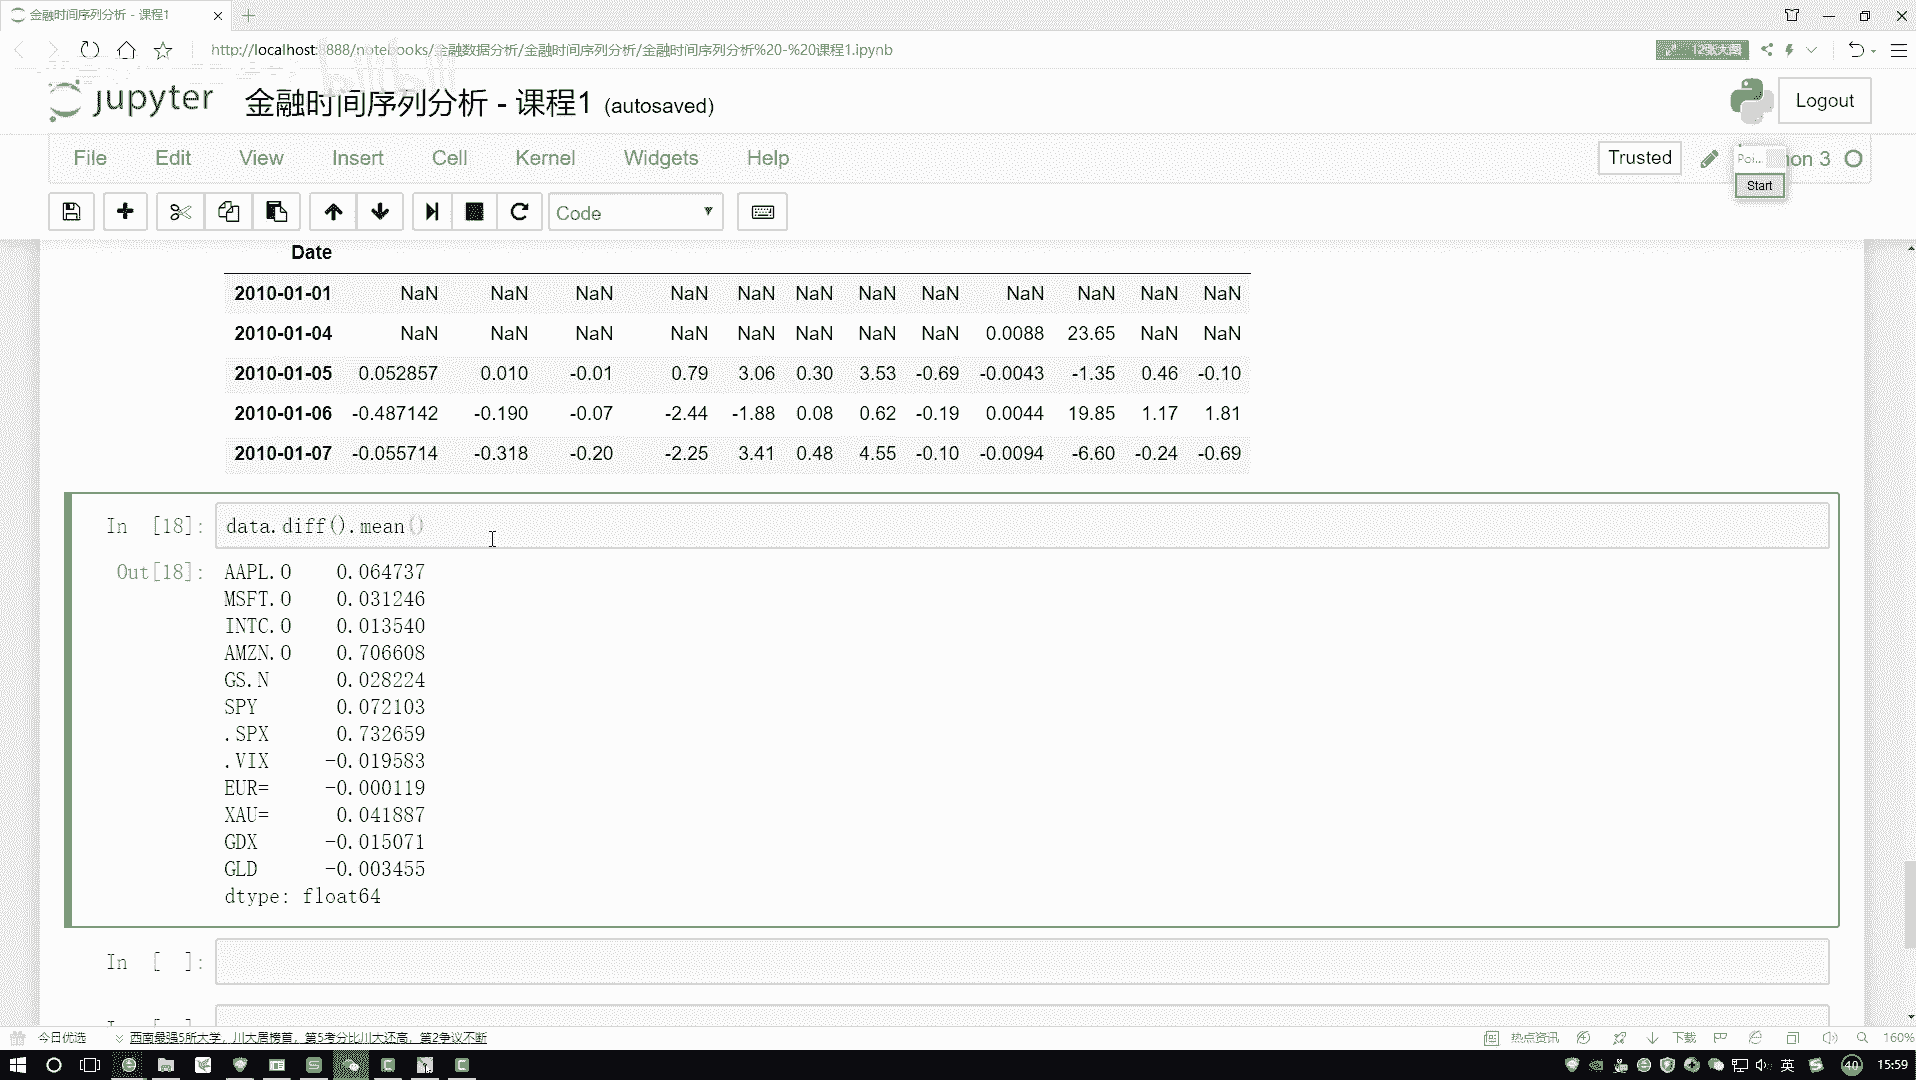 金融时间序列分析 - 课程1
http://localhost:8888/notebooks/金融数据分析/金融时间序列分析/金融时间序列分析%20-%20课程1.ipynb
jupyter 金融时间序列分析 - 课程1 (autosaved)
Logout
File Edit View Insert Cell Kernel Widgets Help
Trusted
Start
Code
Date
2010-01-01 NaN NaN NaN NaN NaN NaN NaN NaN NaN NaN NaN NaN
2010-01-04 NaN NaN NaN NaN NaN NaN NaN NaN 0.0088 23.65 NaN NaN
2010-01-05 0.052857 0.010 -0.01 0.79 3.06 0.30 3.53 -0.69 -0.0043 -1.35 0.46 -0.10
2010-01-06 -0.487142 -0.190 -0.07 -2.44 -1.88 0.08 0.62 -0.19 0.0044 19.85 1.17 1.81
2010-01-07 -0.055714 -0.318 -0.20 -2.25 3.41 0.48 4.55 -0.10 -0.0094 -6.60 -0.24 -0.69
In [18]: data.diff().mean()
Out[18]: AAPL.O 0.064737
MSFT.O 0.031246
INTC.O 0.013540
AMZN.O 0.706608
GS.N 0.028224
SPY 0.072103
.SPX 0.732659
.VIX -0.019583
EUR= -0.000119
XAU= 0.041887
GDX -0.015071
GLD -0.003455
dtype: float64
In [ ]:
今日优选 西南最强5所大学，川大居榜首，第5考分比川大还高，第2争议不断
热点资讯 下载 160%
英 40 15:59